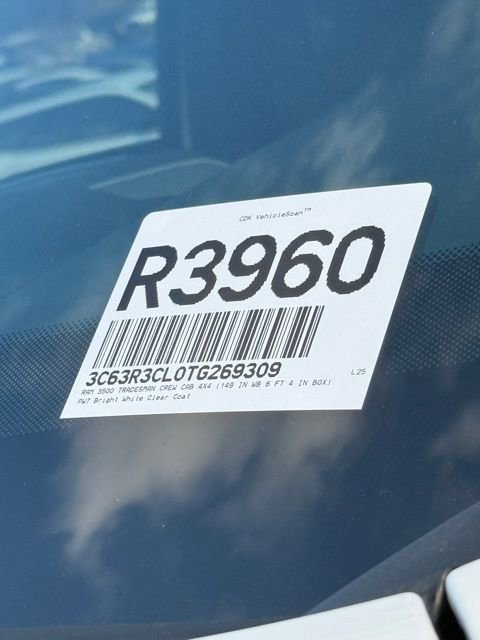 CDK VehicleScan™
R3960
3C63R3CL0TG269309
L25
RAM 3500 TRADESMAN CREW CAB 4X4 (149 IN WB 6 FT 4 IN BOX)
PW7 Bright White Clear Coat